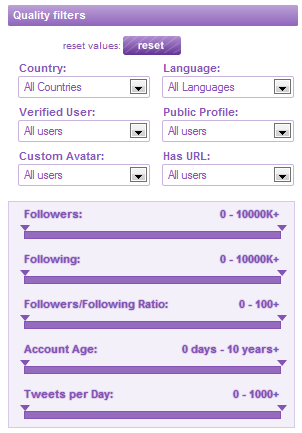 Quality filters
reset values: reset
Country: Language:
All Countries All Languages
Verified User: Public Profile:
All users All users
Custom Avatar: Has URL:
All users All users
Followers: 0 - 10000K+
Following: 0 - 10000K+
Followers/Following Ratio: 0 - 100+
Account Age: 0 days - 10 years+
Tweets per Day: 0 - 1000+